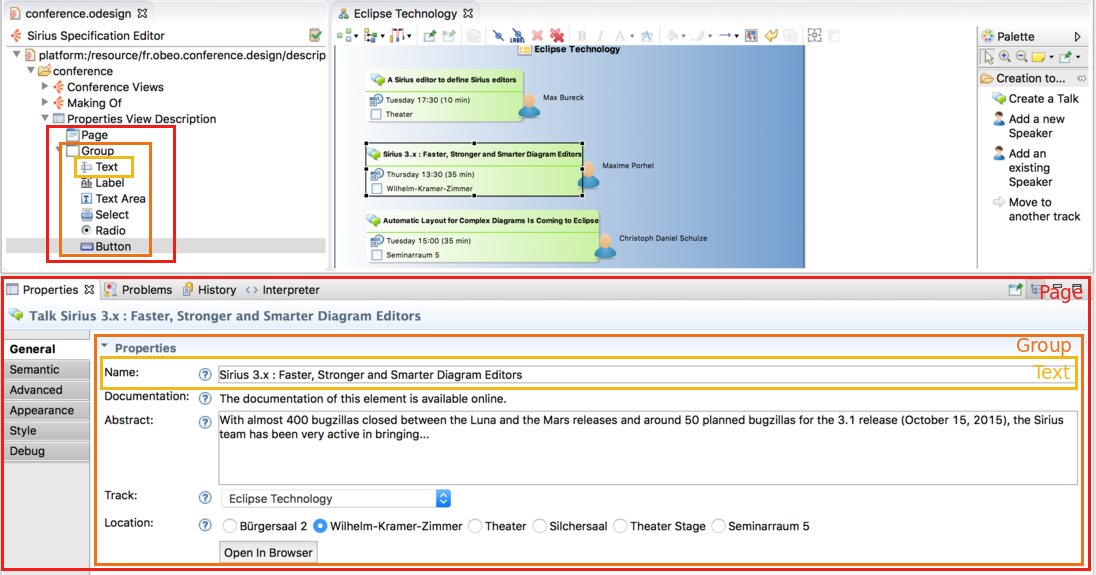 conference.odesign
Sirius Specification Editor
platform:/resource/fr.obeo.conference.design/descrip
conference
Conference Views
Making Of
Properties View Description
Page
Group
Text
Label
Text Area
Select
Radio
Button
Eclipse Technology
Eclipse Technology
A Sirius editor to define Sirius editors
Tuesday 17:30 (10 min)
Theater
Max Bureck
Sirius 3.x : Faster, Stronger and Smarter Diagram Editors
Thursday 13:30 (35 min)
Wilhelm-Kramer-Zimmer
Maxime Porhel
Automatic Layout for Complex Diagrams is Coming to Eclipse
Tuesday 15:00 (35 min)
Seminarraum 5
Christoph Daniel Schulze
Palette
Creation to...
Create a Talk
Add a new
Speaker
Add an
existing
Speaker
Move to
another track
Properties
Problems
History
Interpreter
Page
Talk Sirius 3.x : Faster, Stronger and Smarter Diagram Editors
General
Semantic
Advanced
Appearance
Style
Debug
Properties
Group
Name:
Sirius 3.x : Faster, Stronger and Smarter Diagram Editors
Text
Documentation:
The documentation of this element is available online.
Abstract:
With almost 400 bugzillas closed between the Luna and the Mars releases and around 50 planned bugzillas for the 3.1 release (October 15, 2015), the Sirius
team has been very active in bringing...
Track:
Eclipse Technology
Location:
Bürgersaal 2 Wilhelm-Kramer-Zimmer Theater Silchersaal Theater Stage Seminarraum 5
Open In Browser